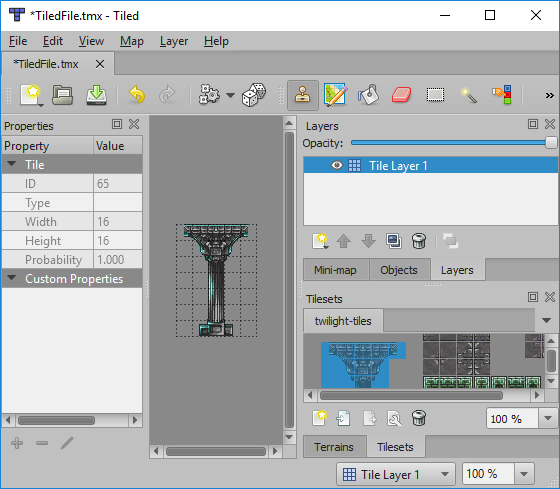 *TiledFile.tmx - Tiled
File Edit View Map Layer Help
*TiledFile.tmx
Properties
Property Value
Tile
ID 65
Type
Width 16
Height 16
Probability 1.000
Custom Properties
Layers
Opacity:
Tile Layer 1
Mini-map Objects Layers
Tilesets
twilight-tiles
100 %
Terrains Tilesets
Tile Layer 1 100 %